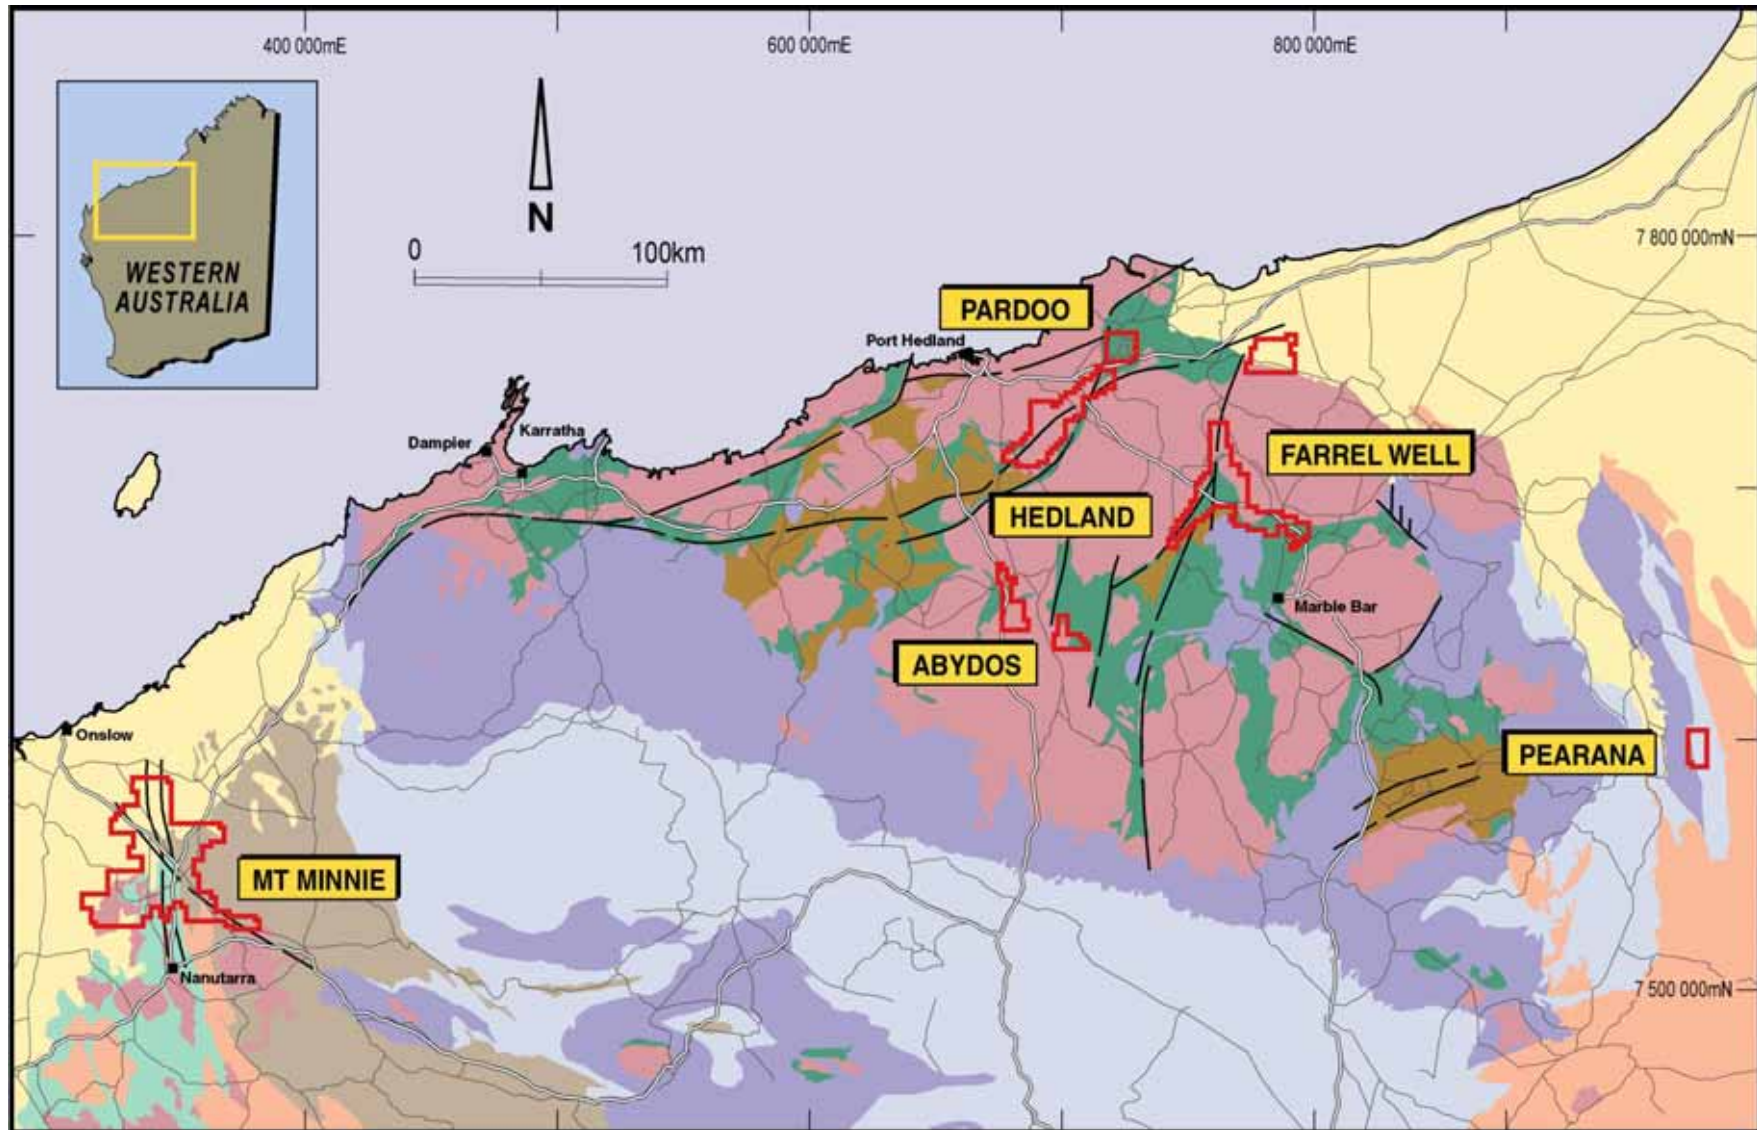 400 000mE
600 000mE
800 000mE
WESTERN
AUSTRALIA
N
0
100km
7 800 000mN
PARDOO
Port Hedland
Dampier
Karratha
FARREL WELL
HEDLAND
Marble Bar
ABYDOS
Onslow
PEARANA
MT MINNIE
Nanutarra
7 500 000mN